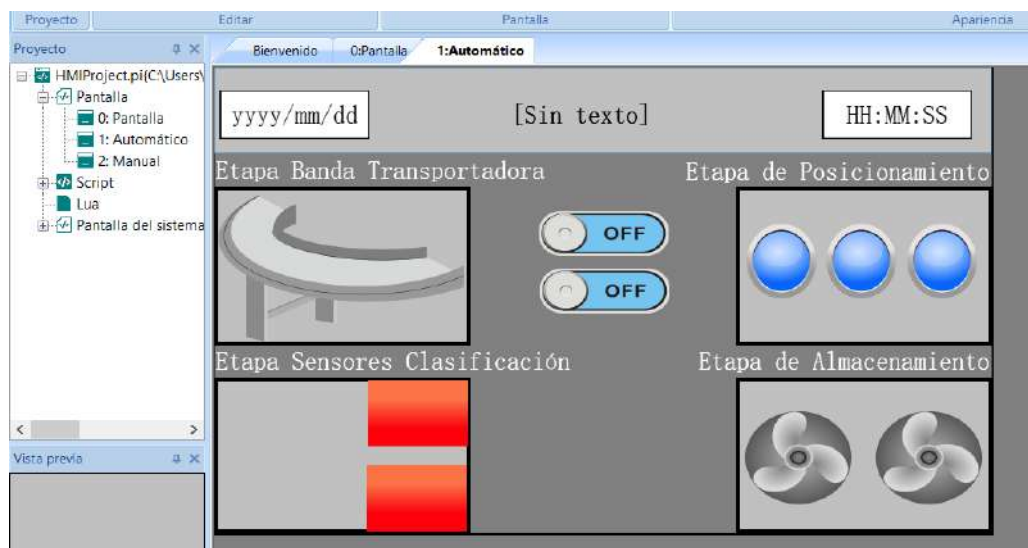 Proyecto Editar Pantalla Apariencia
Proyecto
Bienvenido 0:Pantalla 1:Automático
HMIProject.pi(C:\Users\
Pantalla
0: Pantalla
1: Automático
2: Manual
Script
Lua
Pantalla del sistema
Vista previa
yyyy/mm/dd [Sin texto] HH:MM:SS
Etapa Banda Transportadora Etapa de Posicionamiento
OFF
OFF
Etapa Sensores Clasificación Etapa de Almacenamiento